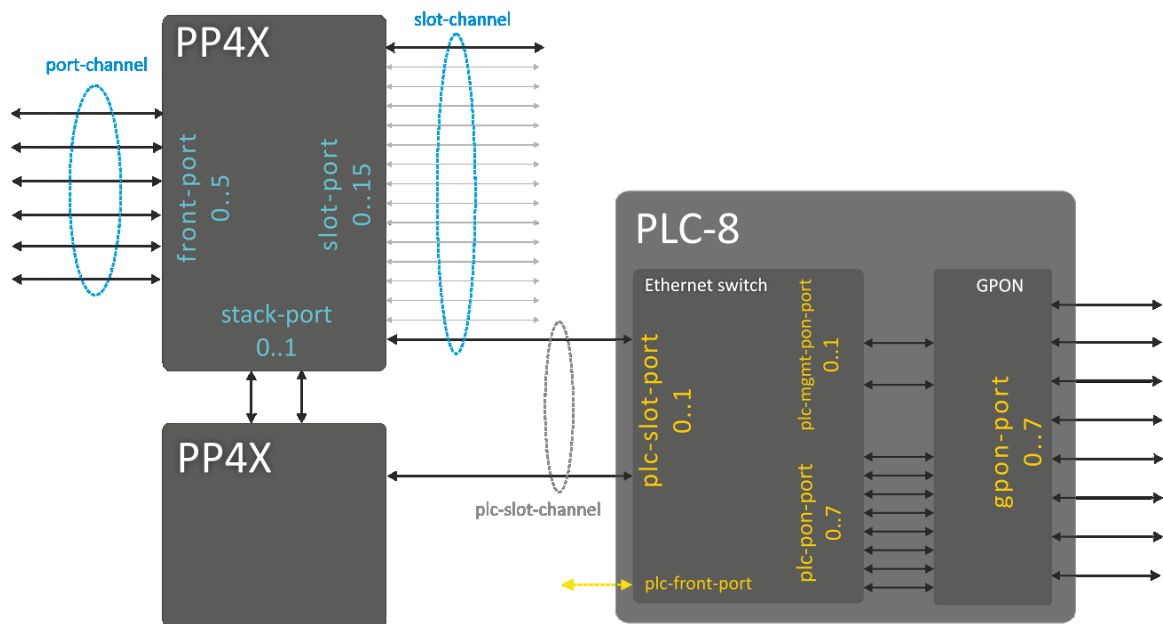 slot-channel
PP4X
port-channel
front-port
0..5
slot-port
0..15
stack-port
0..1
PP4X
plc-slot-channel
PLC-8
Ethernet switch
GPON
plc-slot-port
0..1
plc-mgmt-pon-port
0..1
plc-pon-port
0..7
gpon-port
0..7
plc-front-port